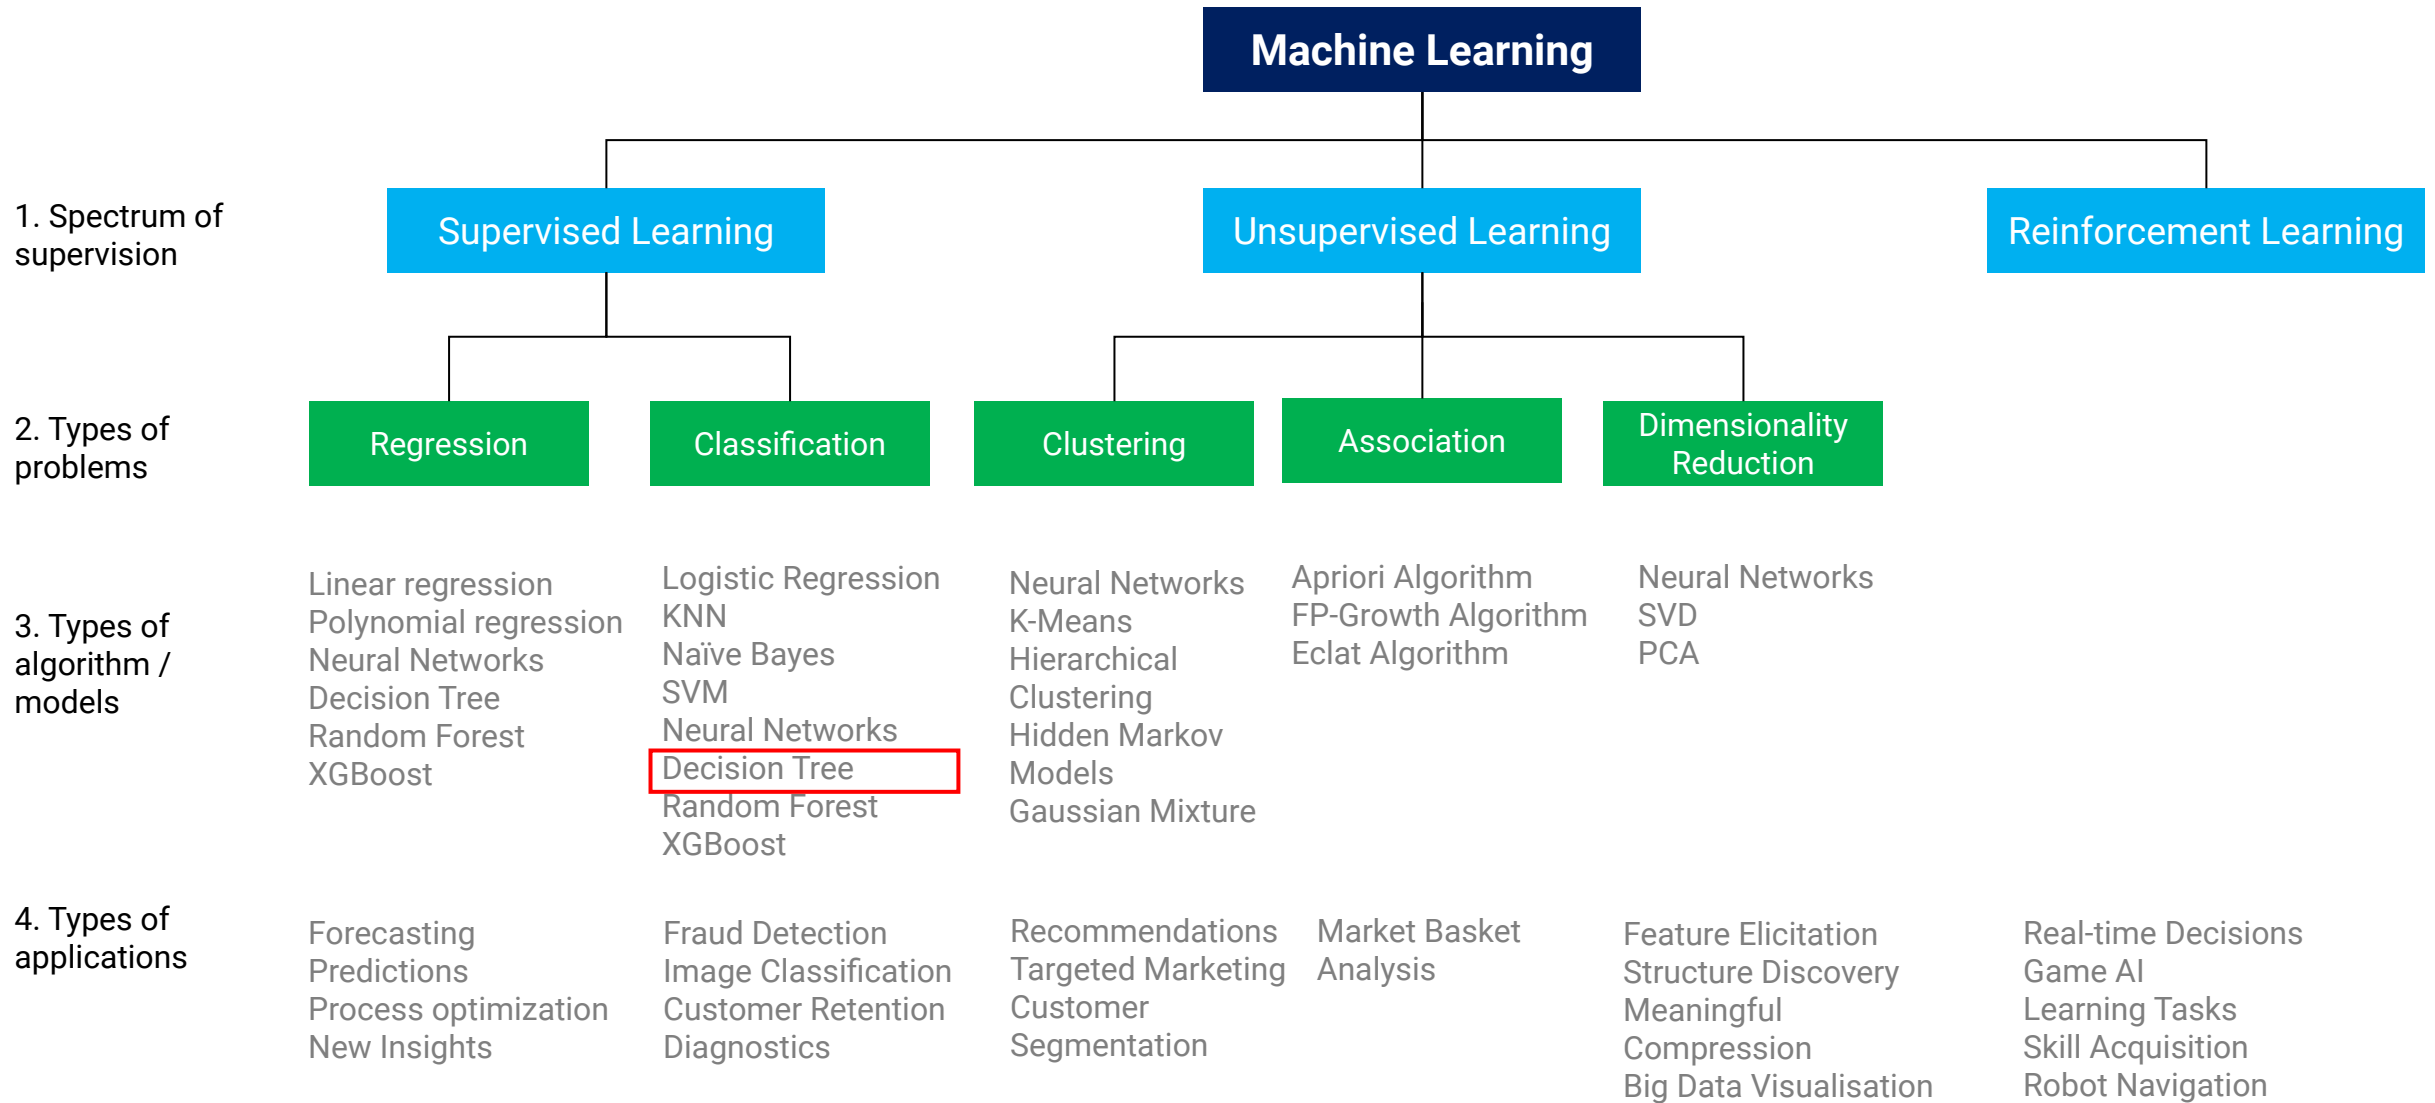 Machine Learning
1. Spectrum of
supervision
Supervised Learning
Unsupervised Learning
Reinforcement Learning
2. Types of
problems
Regression
Classification
Clustering
Association
Dimensionality
Reduction
3. Types of
algorithm /
models
Linear regression
Polynomial regression
Neural Networks
Decision Tree
Random Forest
XGBoost
Logistic Regression
KNN
Naïve Bayes
SVM
Neural Networks
Decision Tree
Random Forest
XGBoost
Neural Networks
K-Means
Hierarchical
Clustering
Hidden Markov
Models
Gaussian Mixture
Apriori Algorithm
FP-Growth Algorithm
Eclat Algorithm
Neural Networks
SVD
PCA
4. Types of
applications
Forecasting
Predictions
Process optimization
New Insights
Fraud Detection
Image Classification
Customer Retention
Diagnostics
Recommendations
Targeted Marketing
Customer
Segmentation
Market Basket
Analysis
Feature Elicitation
Structure Discovery
Meaningful
Compression
Big Data Visualisation
Real-time Decisions
Game AI
Learning Tasks
Skill Acquisition
Robot Navigation